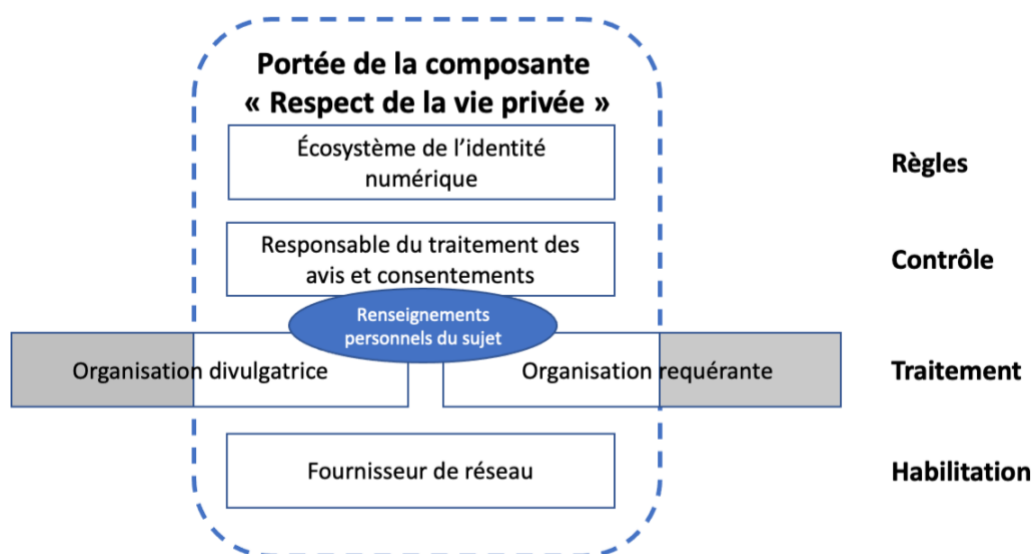 Portée de la composante
« Respect de la vie privée »
Écosystème de l’identité
numérique
Règles
Responsable du traitement des
avis et consentements
Contrôle
Renseignements
personnels du sujet
Organisation divulgatrice
Organisation requérante
Traitement
Fournisseur de réseau
Habilitation